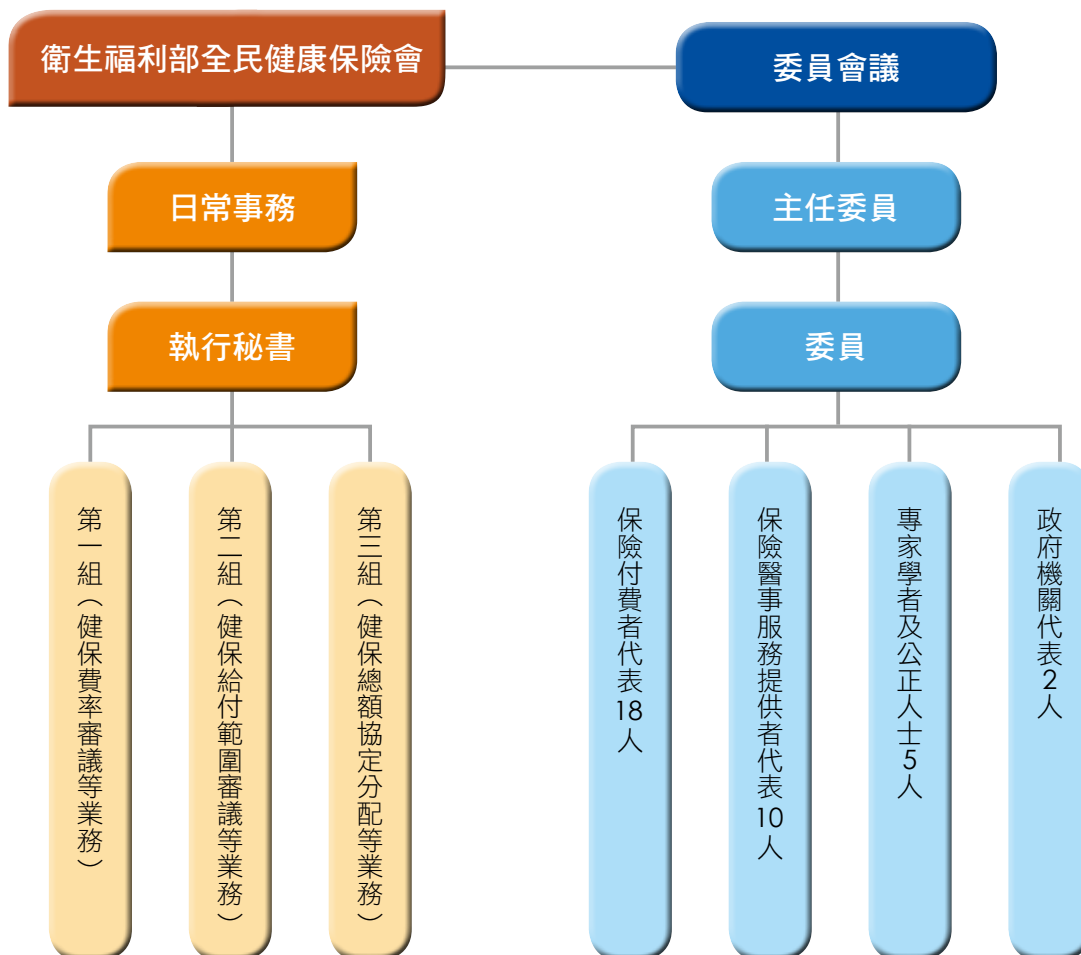 衛生福利部全民健康保險會
委員會議
日常事務
主任委員
執行秘書
委員
第一組（健保費率審議等業務）
第二組（健保給付範圍審議等業務）
第三組（健保總額協定分配等業務）
保險付費者代表18人
保險醫事服務提供者代表10人
專家學者及公正人士5人
政府機關代表2人